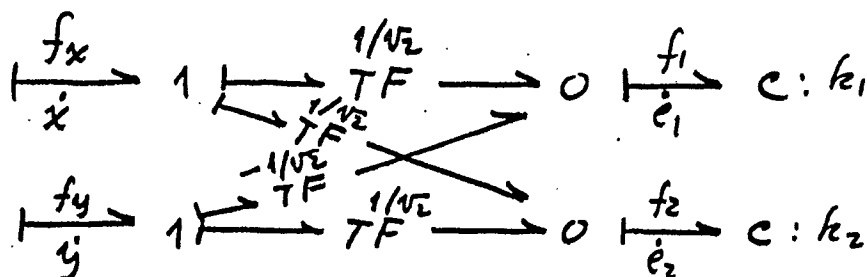 1/√2
fx 1 TF 0 f1 c : k1
ẋ 1/√2 ė1
TF
-1/√2
TF
fy 1 1/√2 TF 0 f2 c : k2
ẏ ė2